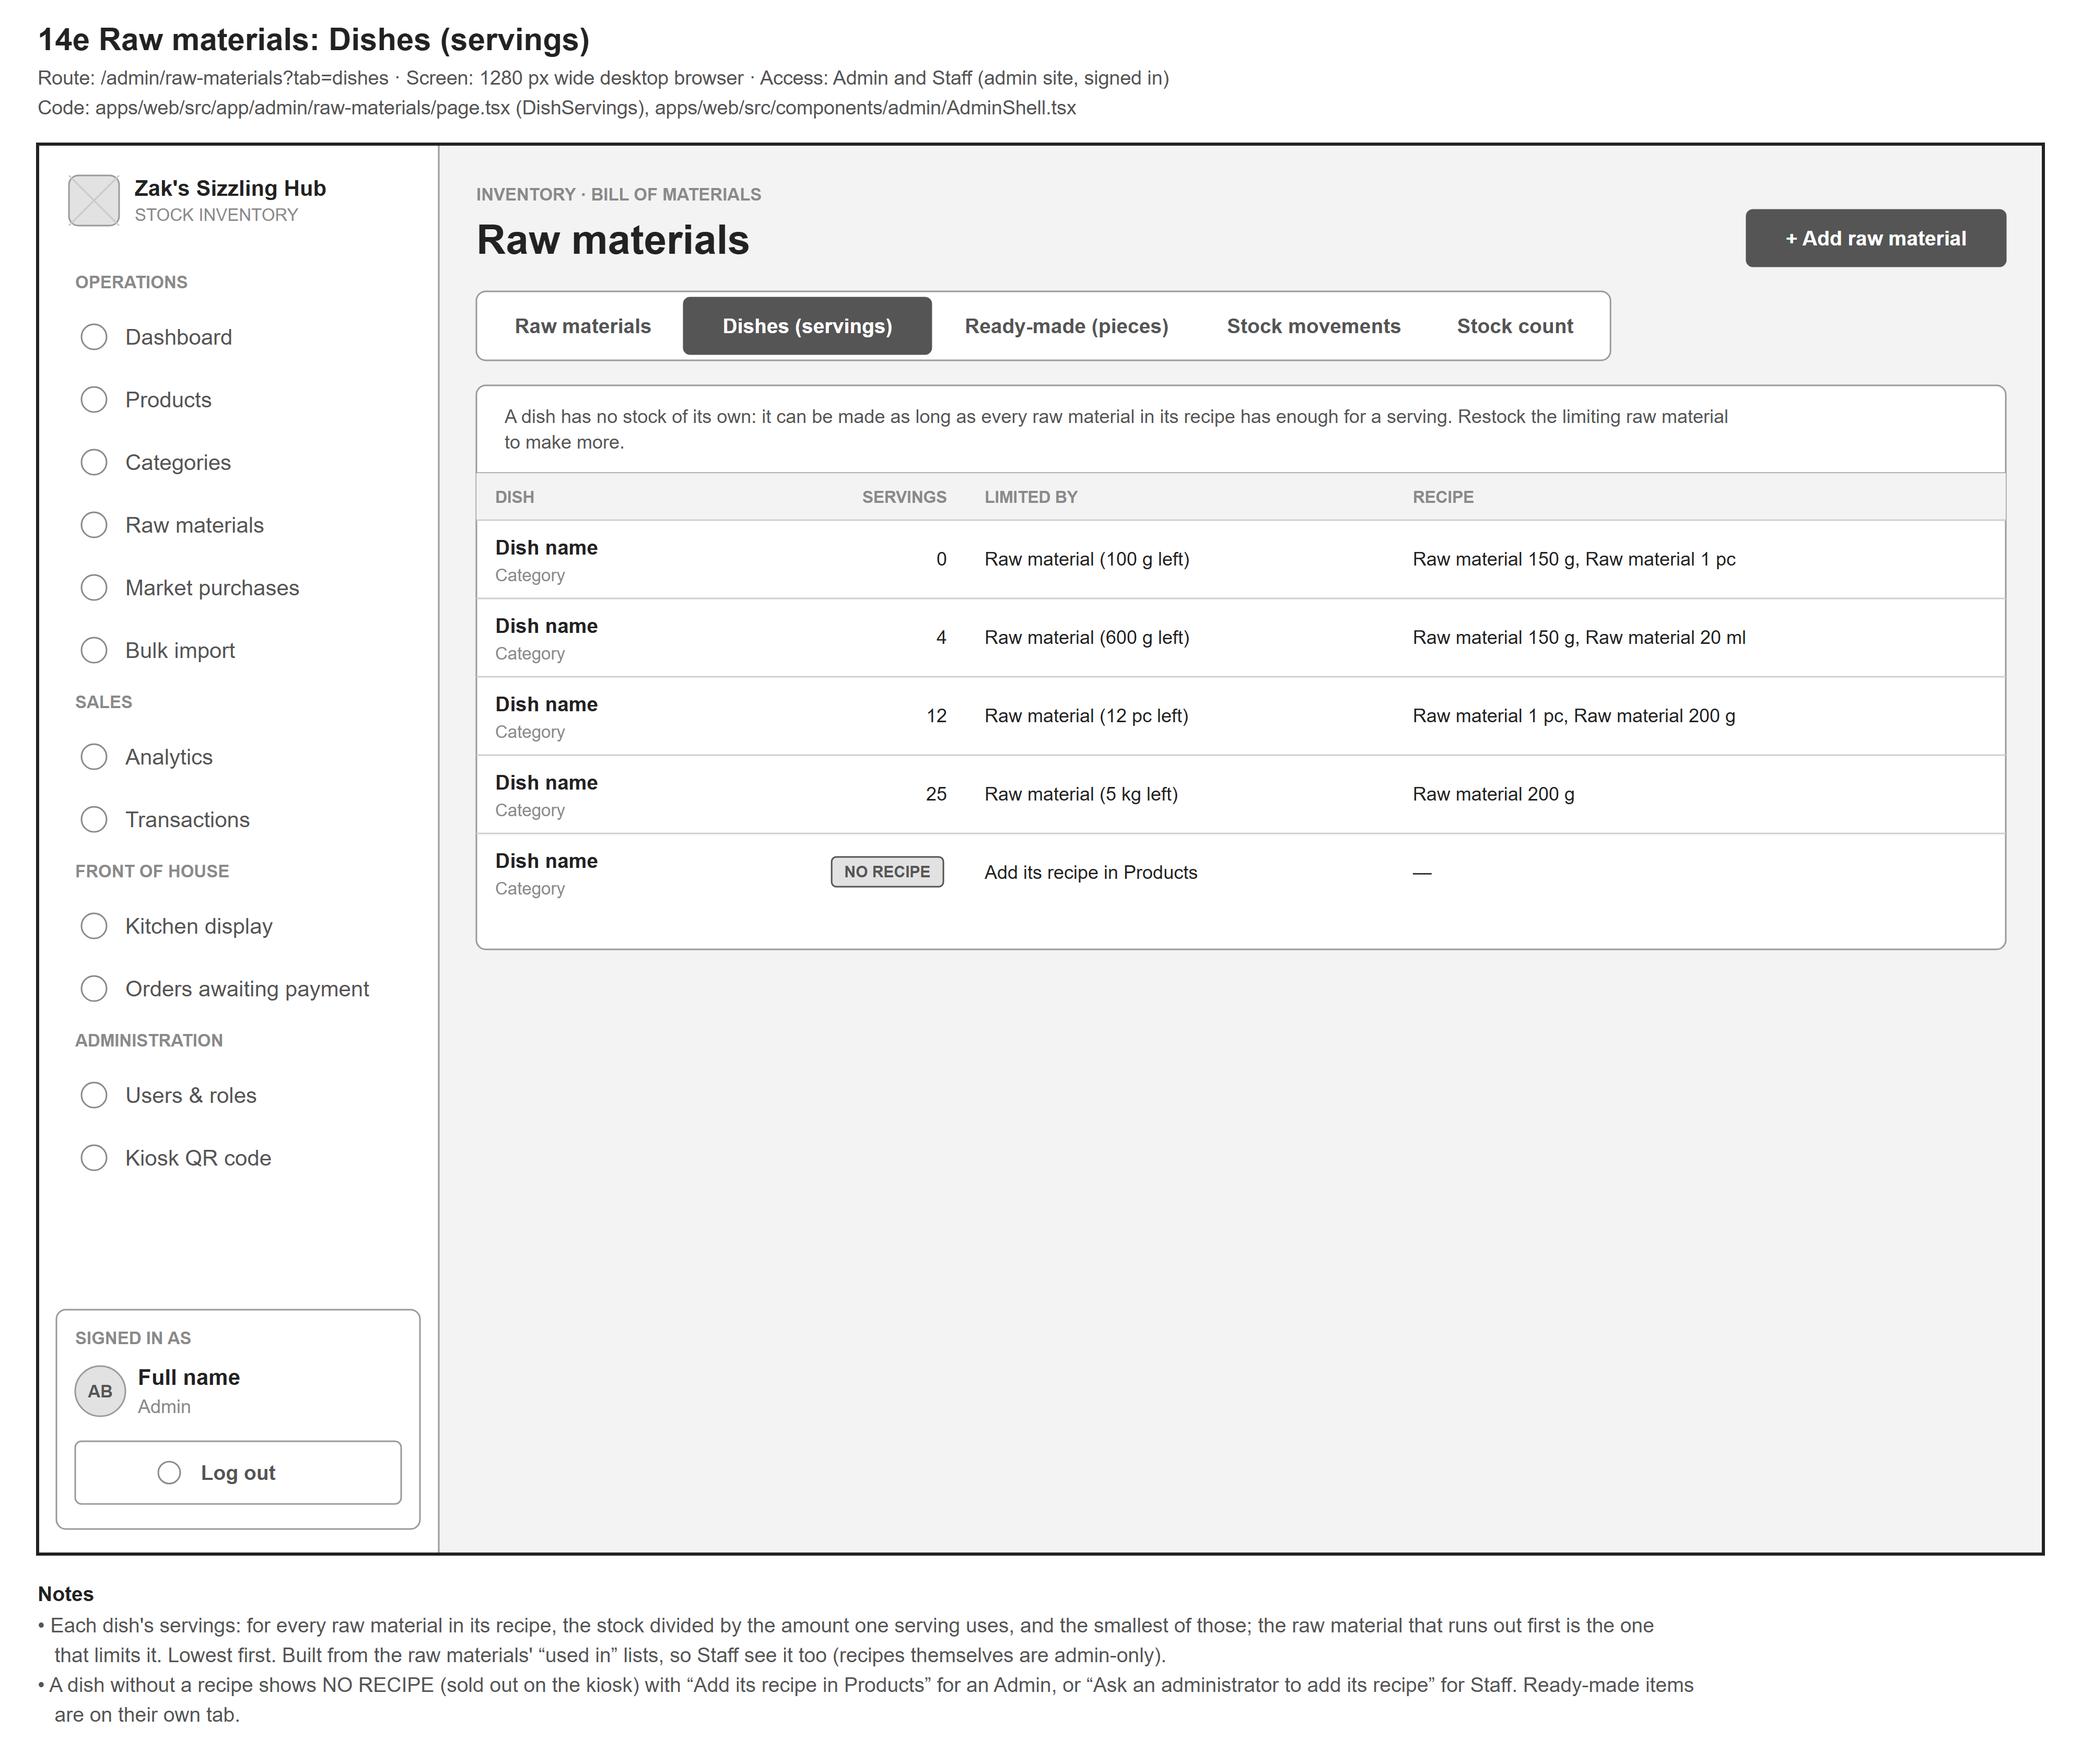 14e Raw materials: Dishes (servings)
Route: /admin/raw-materials?tab=dishes · Screen: 1280 px wide desktop browser · Access: Admin and Staff (admin site, signed in)
Code: apps/web/src/app/admin/raw-materials/page.tsx (DishServings), apps/web/src/components/admin/AdminShell.tsx
Zak's Sizzling Hub
STOCK INVENTORY
OPERATIONS
Dashboard
Products
Categories
Raw materials
Market purchases
Bulk import
SALES
Analytics
Transactions
FRONT OF HOUSE
Kitchen display
Orders awaiting payment
ADMINISTRATION
Users & roles
Kiosk QR code
SIGNED IN AS
AB
Full name
Admin
Log out
INVENTORY · BILL OF MATERIALS
Raw materials
+ Add raw material
Raw materials Dishes (servings) Ready-made (pieces) Stock movements Stock count
A dish has no stock of its own: it can be made as long as every raw material in its recipe has enough for a serving. Restock the limiting raw material
to make more.
DISH SERVINGS LIMITED BY RECIPE
Dish name
Category
0 Raw material (100 g left) Raw material 150 g, Raw material 1 pc
Dish name
Category
4 Raw material (600 g left) Raw material 150 g, Raw material 20 ml
Dish name
Category
12 Raw material (12 pc left) Raw material 1 pc, Raw material 200 g
Dish name
Category
25 Raw material (5 kg left) Raw material 200 g
Dish name
Category
NO RECIPE Add its recipe in Products —
Notes
• Each dish's servings: for every raw material in its recipe, the stock divided by the amount one serving uses, and the smallest of those; the raw material that runs out first is the one
that limits it. Lowest first. Built from the raw materials' “used in” lists, so Staff see it too (recipes themselves are admin-only).
• A dish without a recipe shows NO RECIPE (sold out on the kiosk) with “Add its recipe in Products” for an Admin, or “Ask an administrator to add its recipe” for Staff. Ready-made items
are on their own tab.